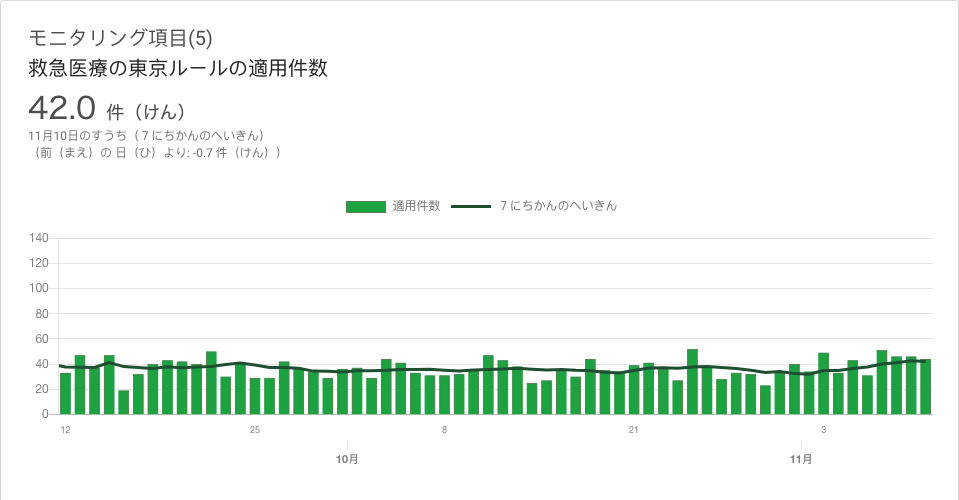 モニタリング項目(5)
救急医療の東京ルールの適用件数
42.0 件（けん）
11月10日のすうち（７にちかんのへいきん）
（前（まえ）の 日（ひ）より: -0.7 件（けん））
適用件数 ７にちかんのへいきん
140
120
100
80
60
40
20
0
12 25 8 21 3
10月 11月